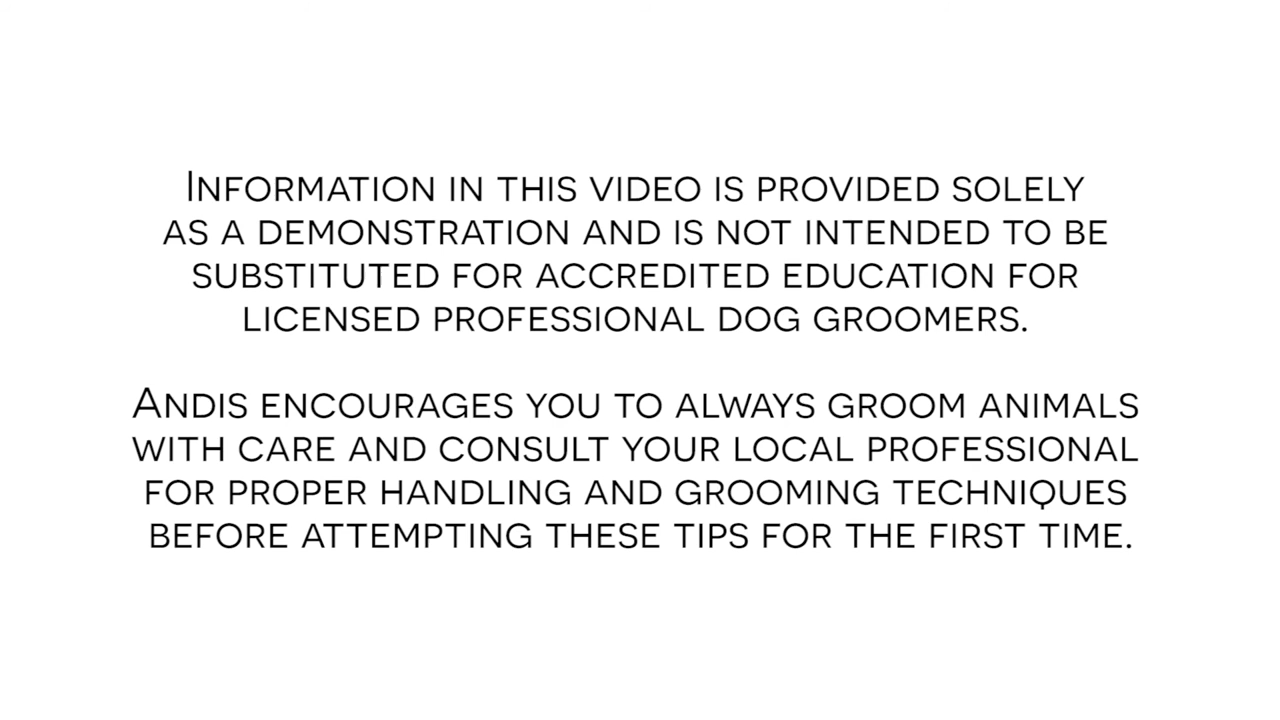 Information in this video is provided solely
as a demonstration and is not intended to be
substituted for accredited education for
licensed professional dog groomers.
Andis encourages you to always groom animals
with care and consult your local professional
for proper handling and grooming techniques
before attempting these tips for the first time.